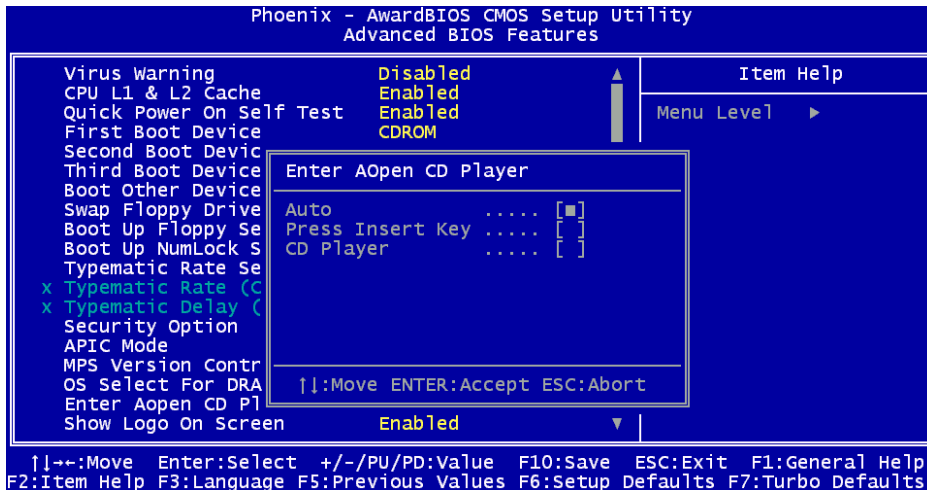 Phoenix - AwardBIOS CMOS Setup Utility
Advanced BIOS Features
Virus Warning Disabled
CPU L1 & L2 Cache Enabled
Quick Power On Self Test Enabled
First Boot Device CDROM
Second Boot Devic
Third Boot Device
Boot Other Device
Swap Floppy Drive
Boot Up Floppy Se
Boot Up NumLock S
Typematic Rate Se
x Typematic Rate (C
x Typematic Delay (
Security Option
APIC Mode
MPS Version Contr
OS Select For DRA
Enter Aopen CD Pl
Show Logo On Screen Enabled
Enter AOpen CD Player
Auto ..... [■]
Press Insert Key ..... [ ]
CD Player ..... [ ]
↑↓:Move ENTER:Accept ESC:Abort
Item Help
Menu Level ▶
↑↓→←:Move Enter:Select +/-/PU/PD:Value F10:Save ESC:Exit F1:General Help
F2:Item Help F3:Language F5:Previous Values F6:Setup Defaults F7:Turbo Defaults